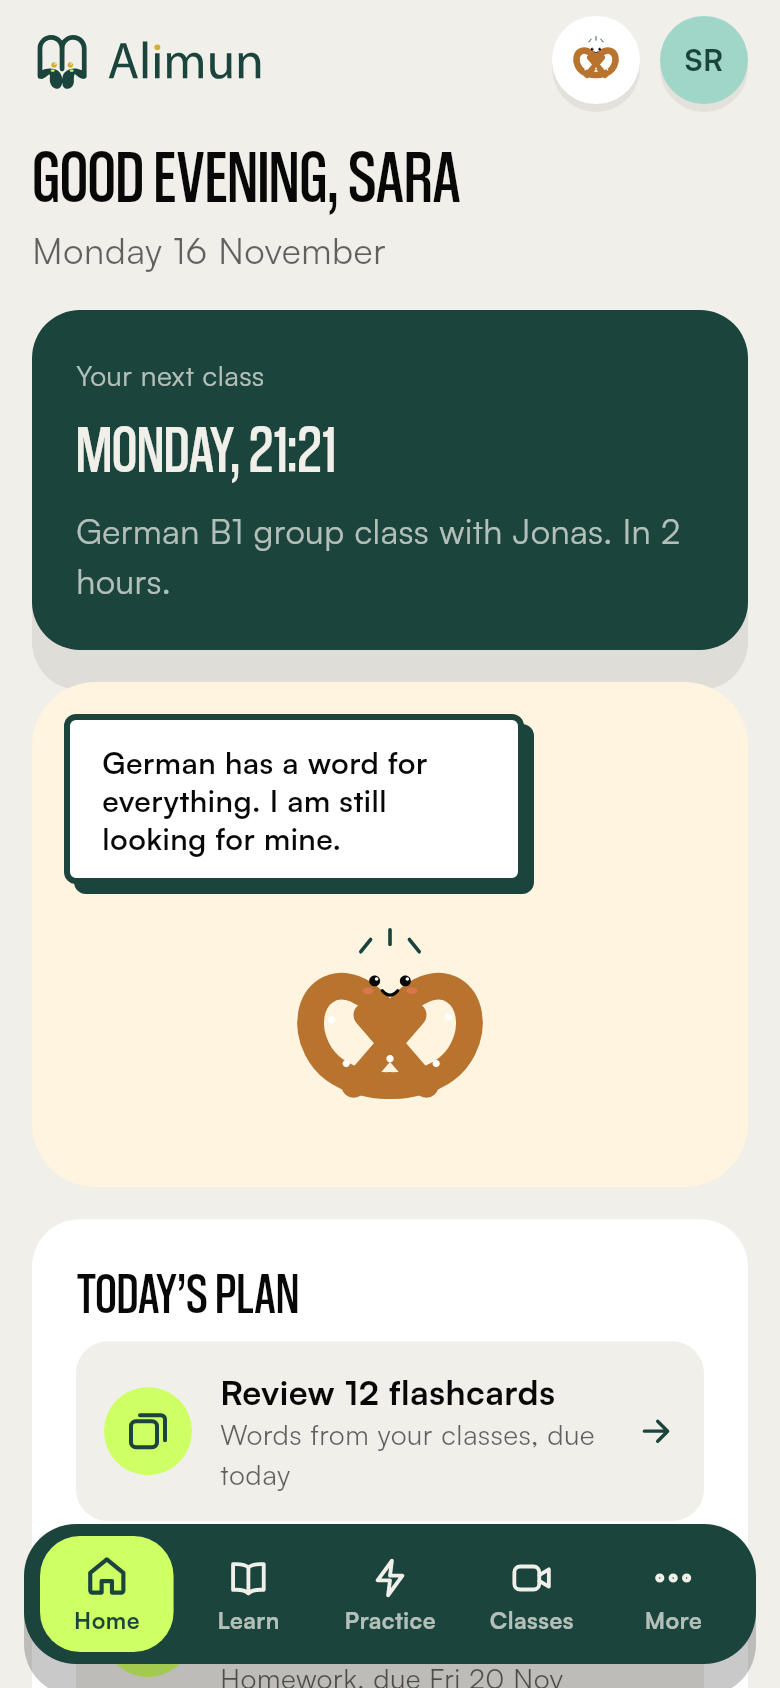 Alimun
SR
GOOD EVENING, SARA
Monday 16 November
Your next class
MONDAY, 21:21
German B1 group class with Jonas. In 2
hours.
German has a word for
everything. I am still
looking for mine.
TODAY’S PLAN
Review 12 flashcards
Words from your classes, due
today
Home
Learn
Practice
Classes
More
Homework, due Fri 20 Nov